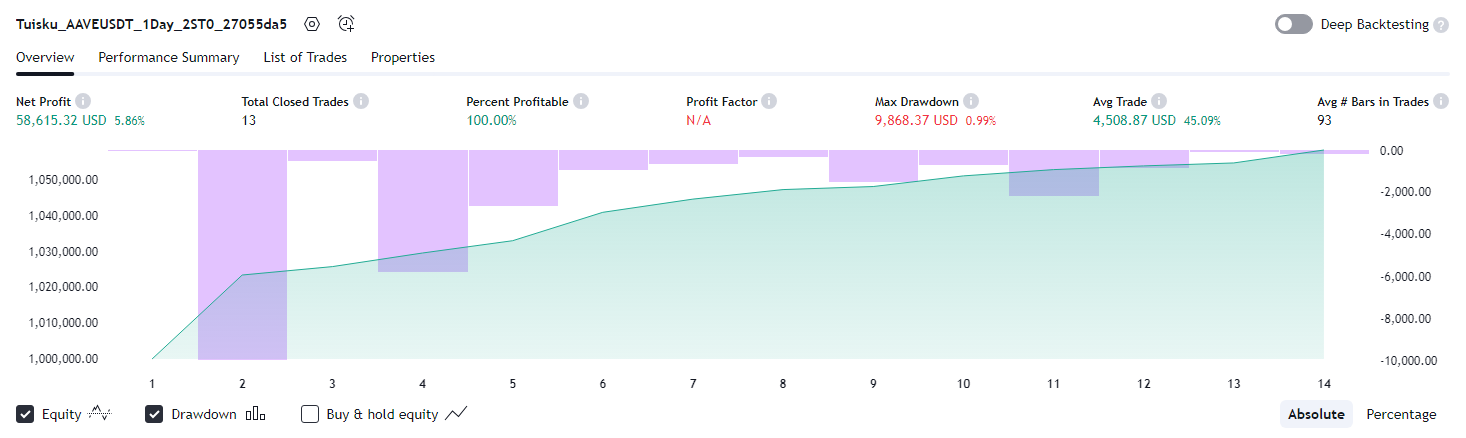 Tuisku_AAVEUSDT_1Day_2ST0_27055da5 Deep Backtesting
Overview Performance Summary List of Trades Properties
Net Profit Total Closed Trades Percent Profitable Profit Factor Max Drawdown Avg Trade Avg # Bars in Trades
58,615.32 USD 5.86% 13 100.00% N/A 9,868.37 USD 0.99% 4,508.87 USD 45.09% 93
0.00
1,050,000.00 -2,000.00
1,040,000.00 -4,000.00
1,030,000.00 -6,000.00
1,020,000.00
1,010,000.00 -8,000.00
1,000,000.00 -10,000.00
1 2 3 4 5 6 7 8 9 10 11 12 13 14
Equity Drawdown Buy & hold equity Absolute Percentage